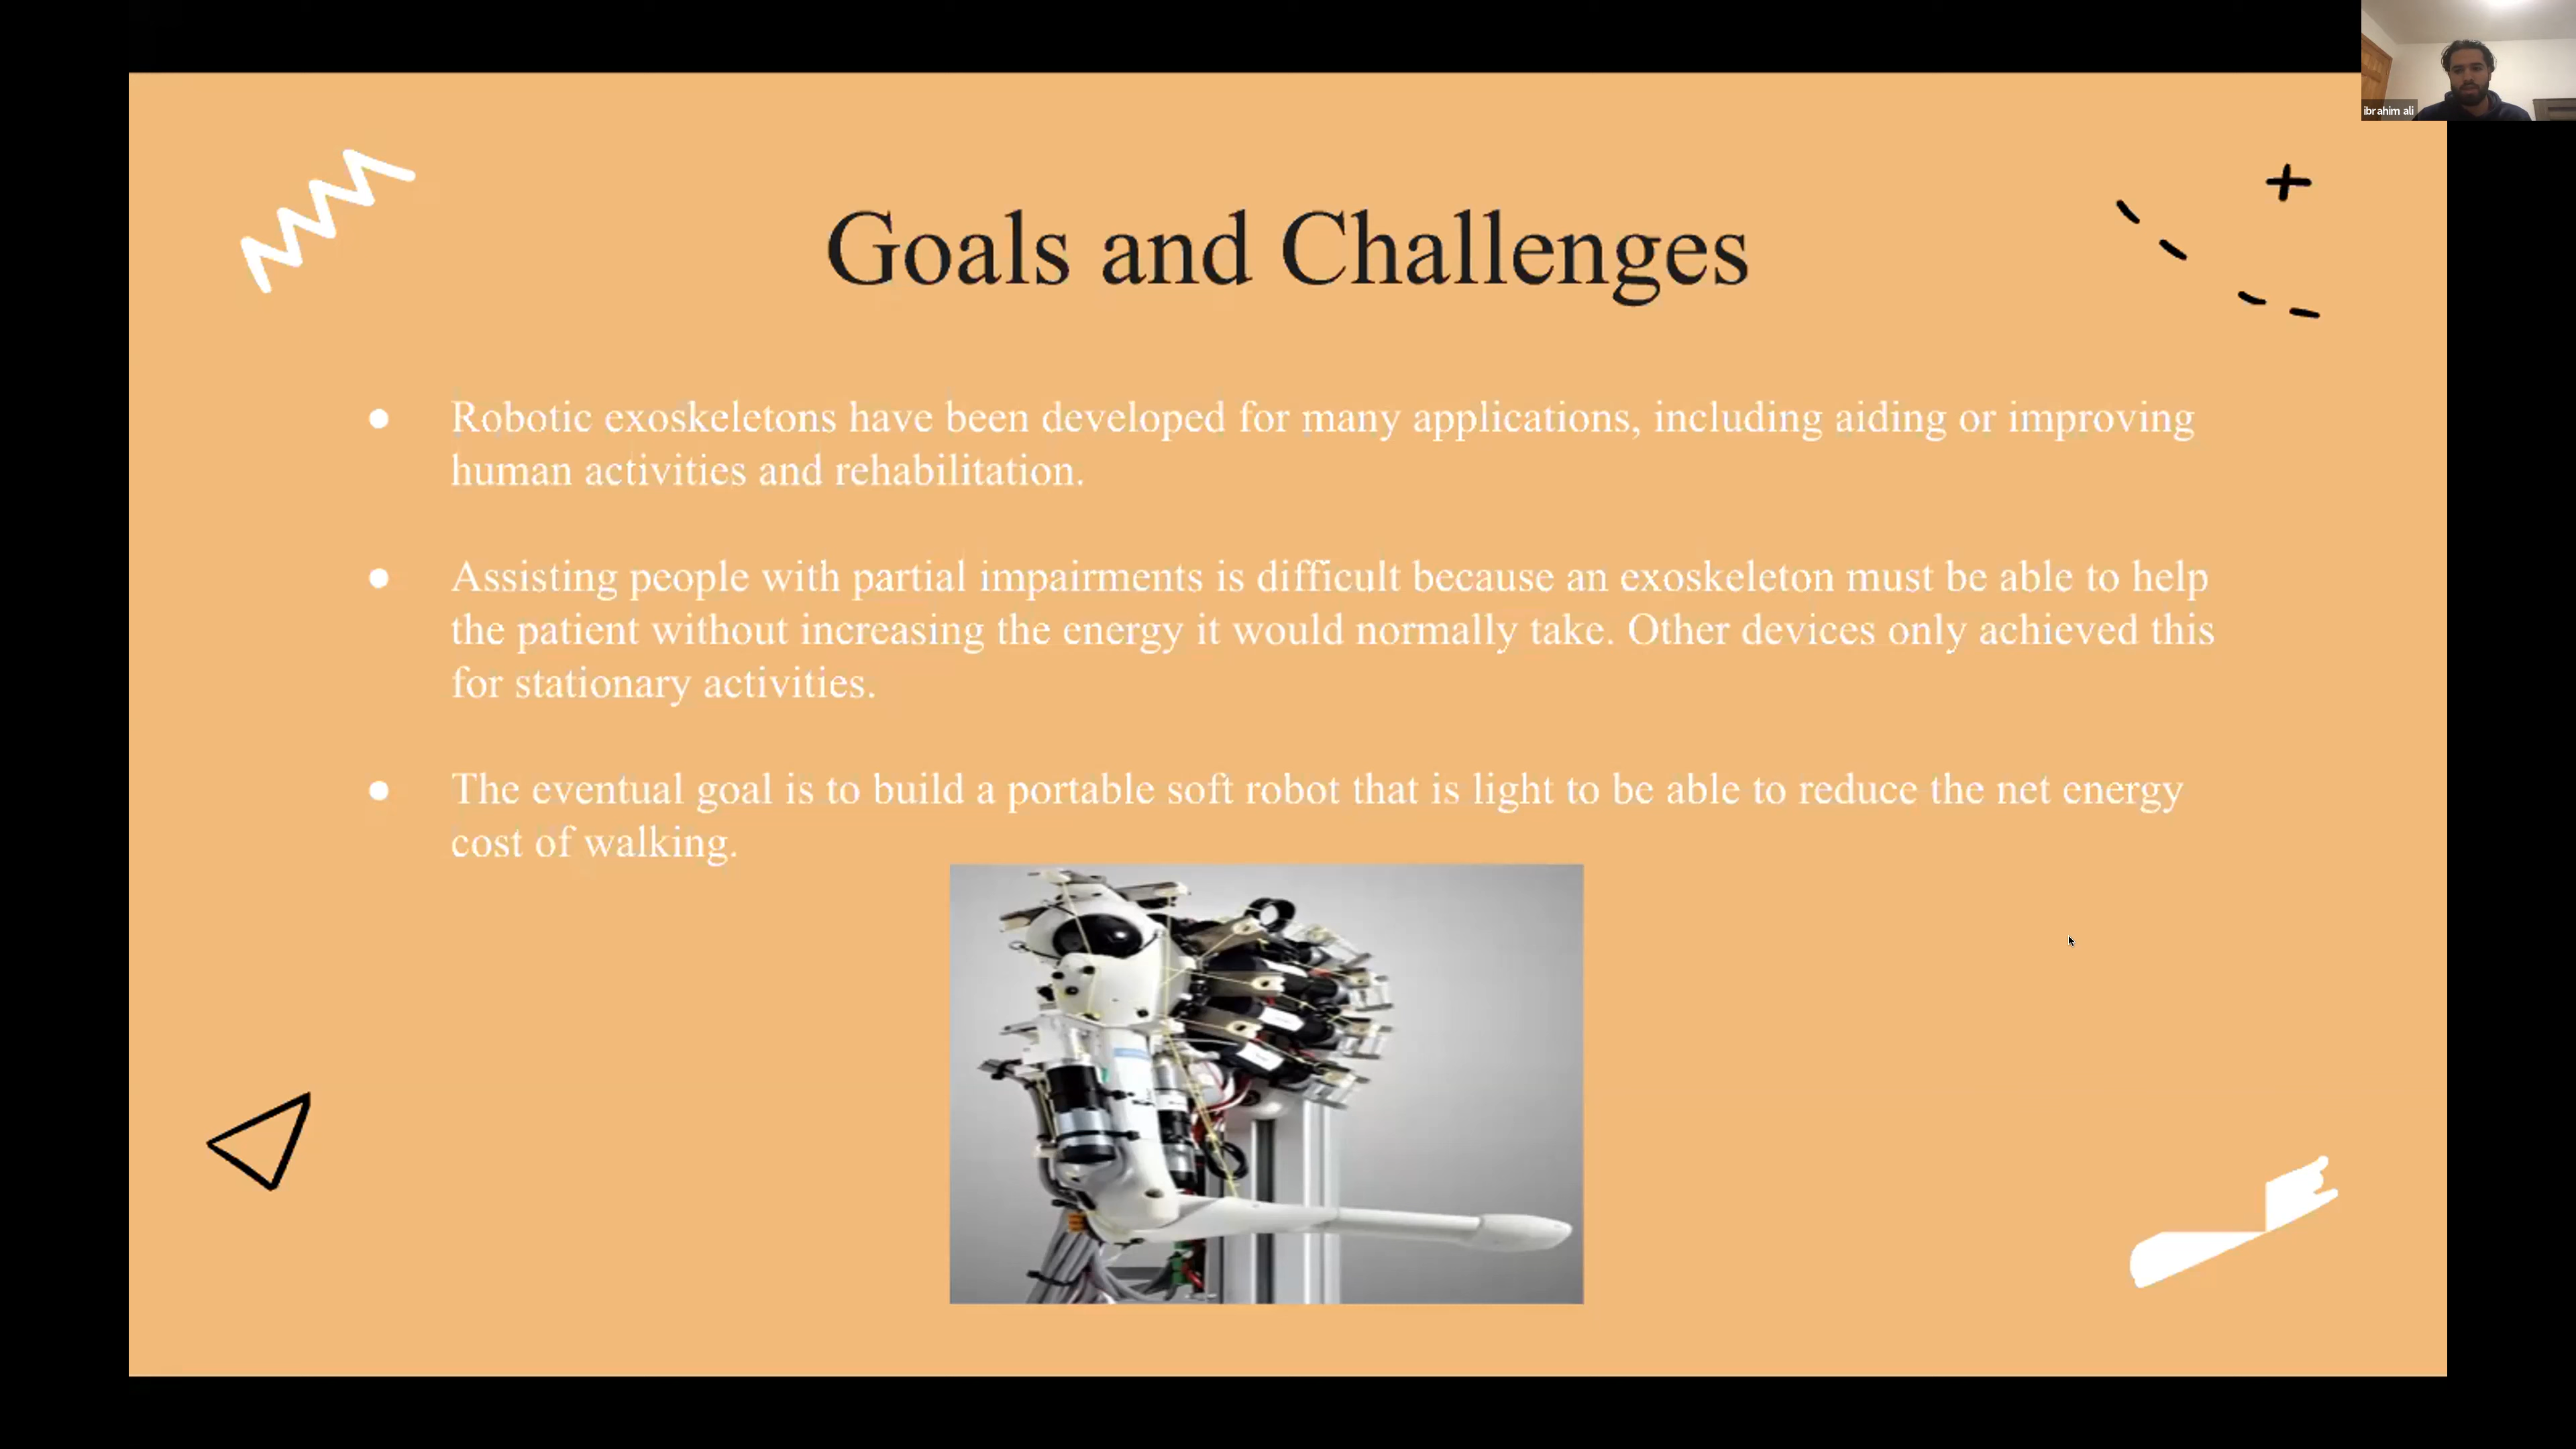 ibrahim ali
Goals and Challenges
● Robotic exoskeletons have been developed for many applications, including aiding or improving
human activities and rehabilitation.
● Assisting people with partial impairments is difficult because an exoskeleton must be able to help
the patient without increasing the energy it would normally take. Other devices only achieved this
for stationary activities.
● The eventual goal is to build a portable soft robot that is light to be able to reduce the net energy
cost of walking.